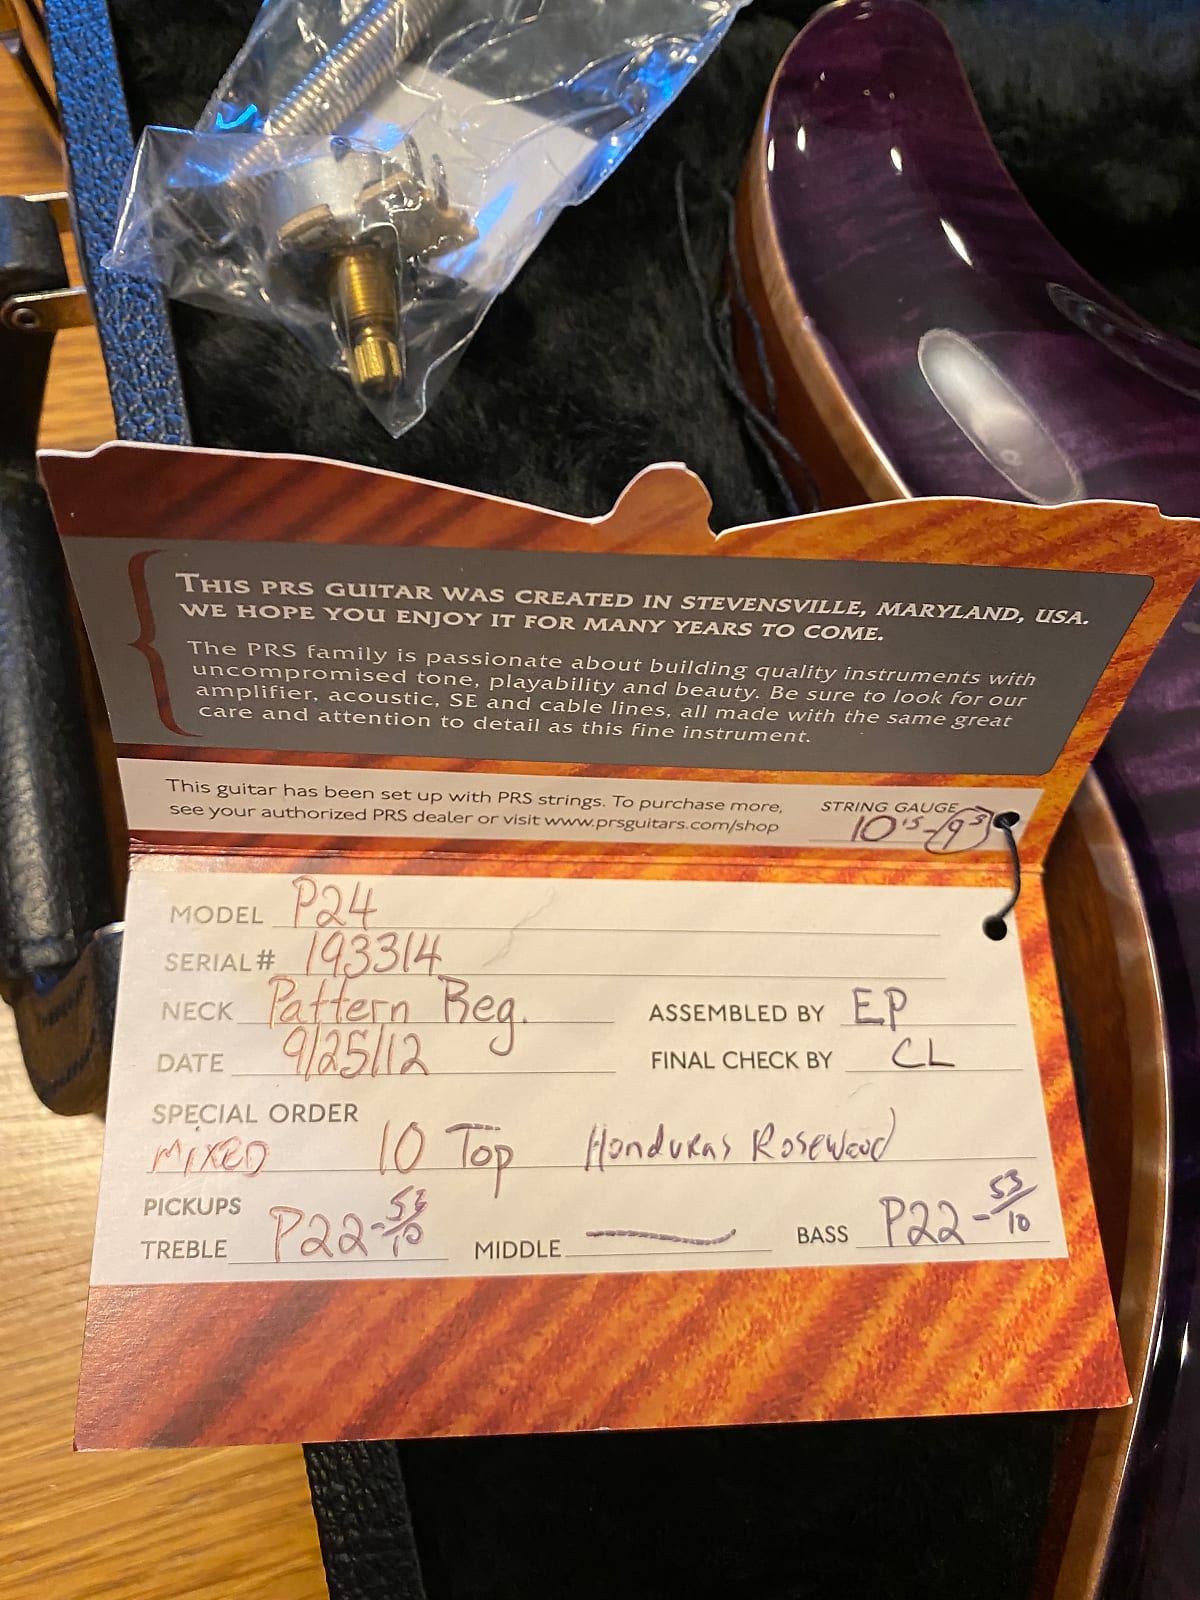 THIS PRS GUITAR WAS CREATED IN STEVENSVILLE, MARYLAND, USA.
WE HOPE YOU ENJOY IT FOR MANY YEARS TO COME.
The PRS family is passionate about building quality instruments with
uncompromised tone, playability and beauty. Be sure to look for our
amplifier, acoustic, SE and cable lines, all made with the same great
care and attention to detail as this fine instrument.
This guitar has been set up with PRS strings. To purchase more,
see your authorized PRS dealer or visit www.prsguitars.com/shop
STRING GAUGE
10's
MODEL P24
SERIAL# 193314
NECK Pattern Reg.
ASSEMBLED BY EP
DATE 9/25/12
FINAL CHECK BY CL
SPECIAL ORDER
MIXED 10 Top Honduras Rosewood
PICKUPS
TREBLE P22-53/10 MIDDLE BASS P22-53/10